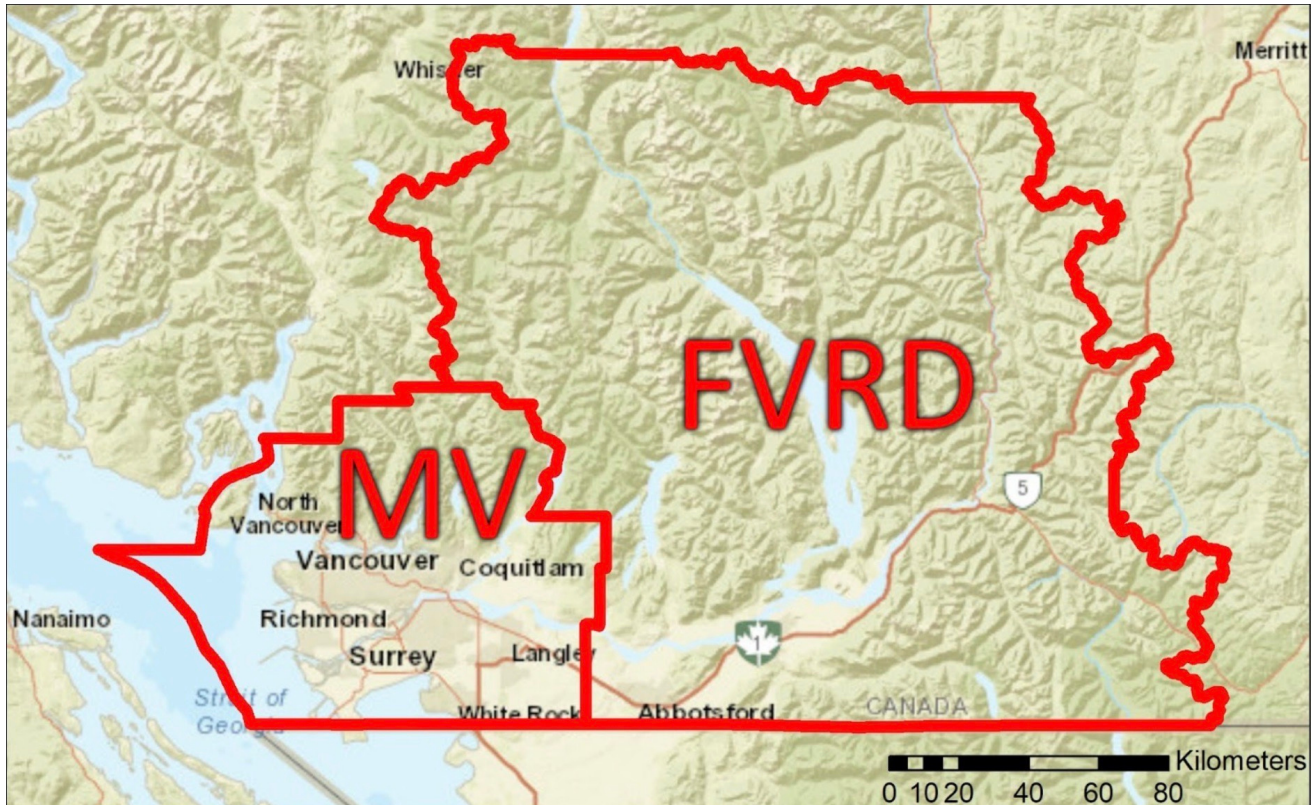 Merritt
Whistler
FVRD
MV
North
Vancouver
5
Vancouver
Coquitlam
Nanaimo
Richmond
Surrey
Langley
1
Strait of
Georgia
White Rock
Abbotsford
CANADA
Kilometers
0 10 20 40 60 80